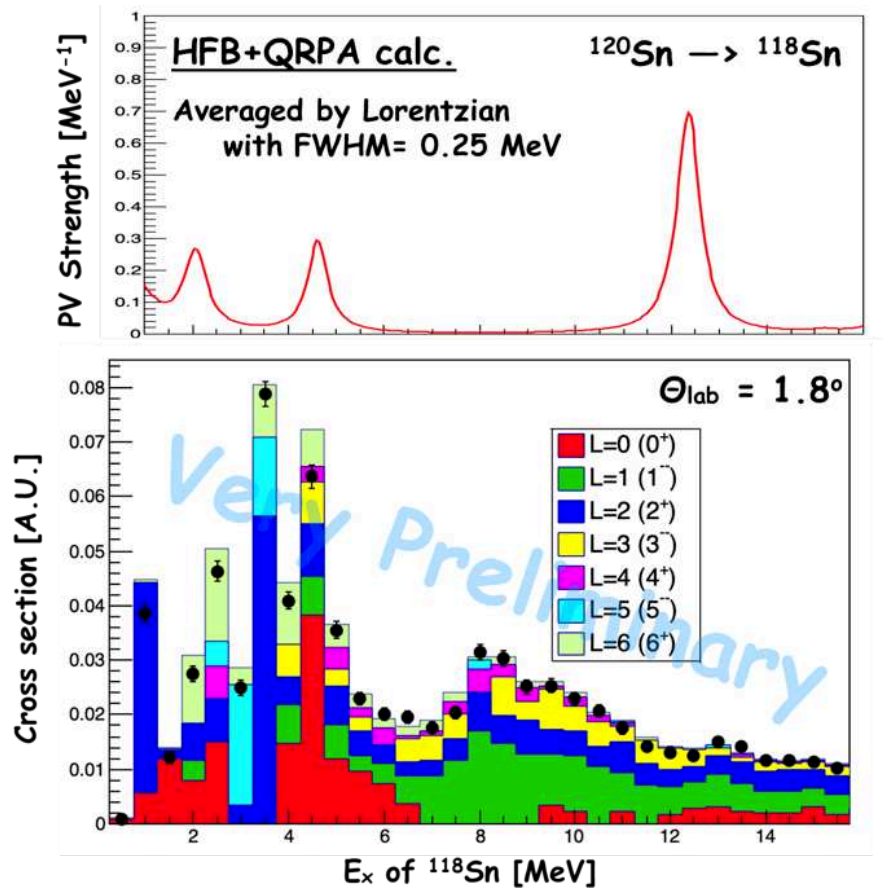 HFB+QRPA calc.
¹²⁰Sn —> ¹¹⁸Sn
Averaged by Lorentzian
with FWHM= 0.25 MeV
PV Strength [MeV⁻¹]
1
0.9
0.8
0.7
0.6
0.5
0.4
0.3
0.2
0.1
0
Θlab = 1.8°
Very Preliminary
L=0 (0⁺)
L=1 (1⁻)
L=2 (2⁺)
L=3 (3⁻)
L=4 (4⁺)
L=5 (5⁻)
L=6 (6⁺)
Cross section [A.U.]
0.08
0.07
0.06
0.05
0.04
0.03
0.02
0.01
0
2 4 6 8 10 12 14
Eₓ of ¹¹⁸Sn [MeV]